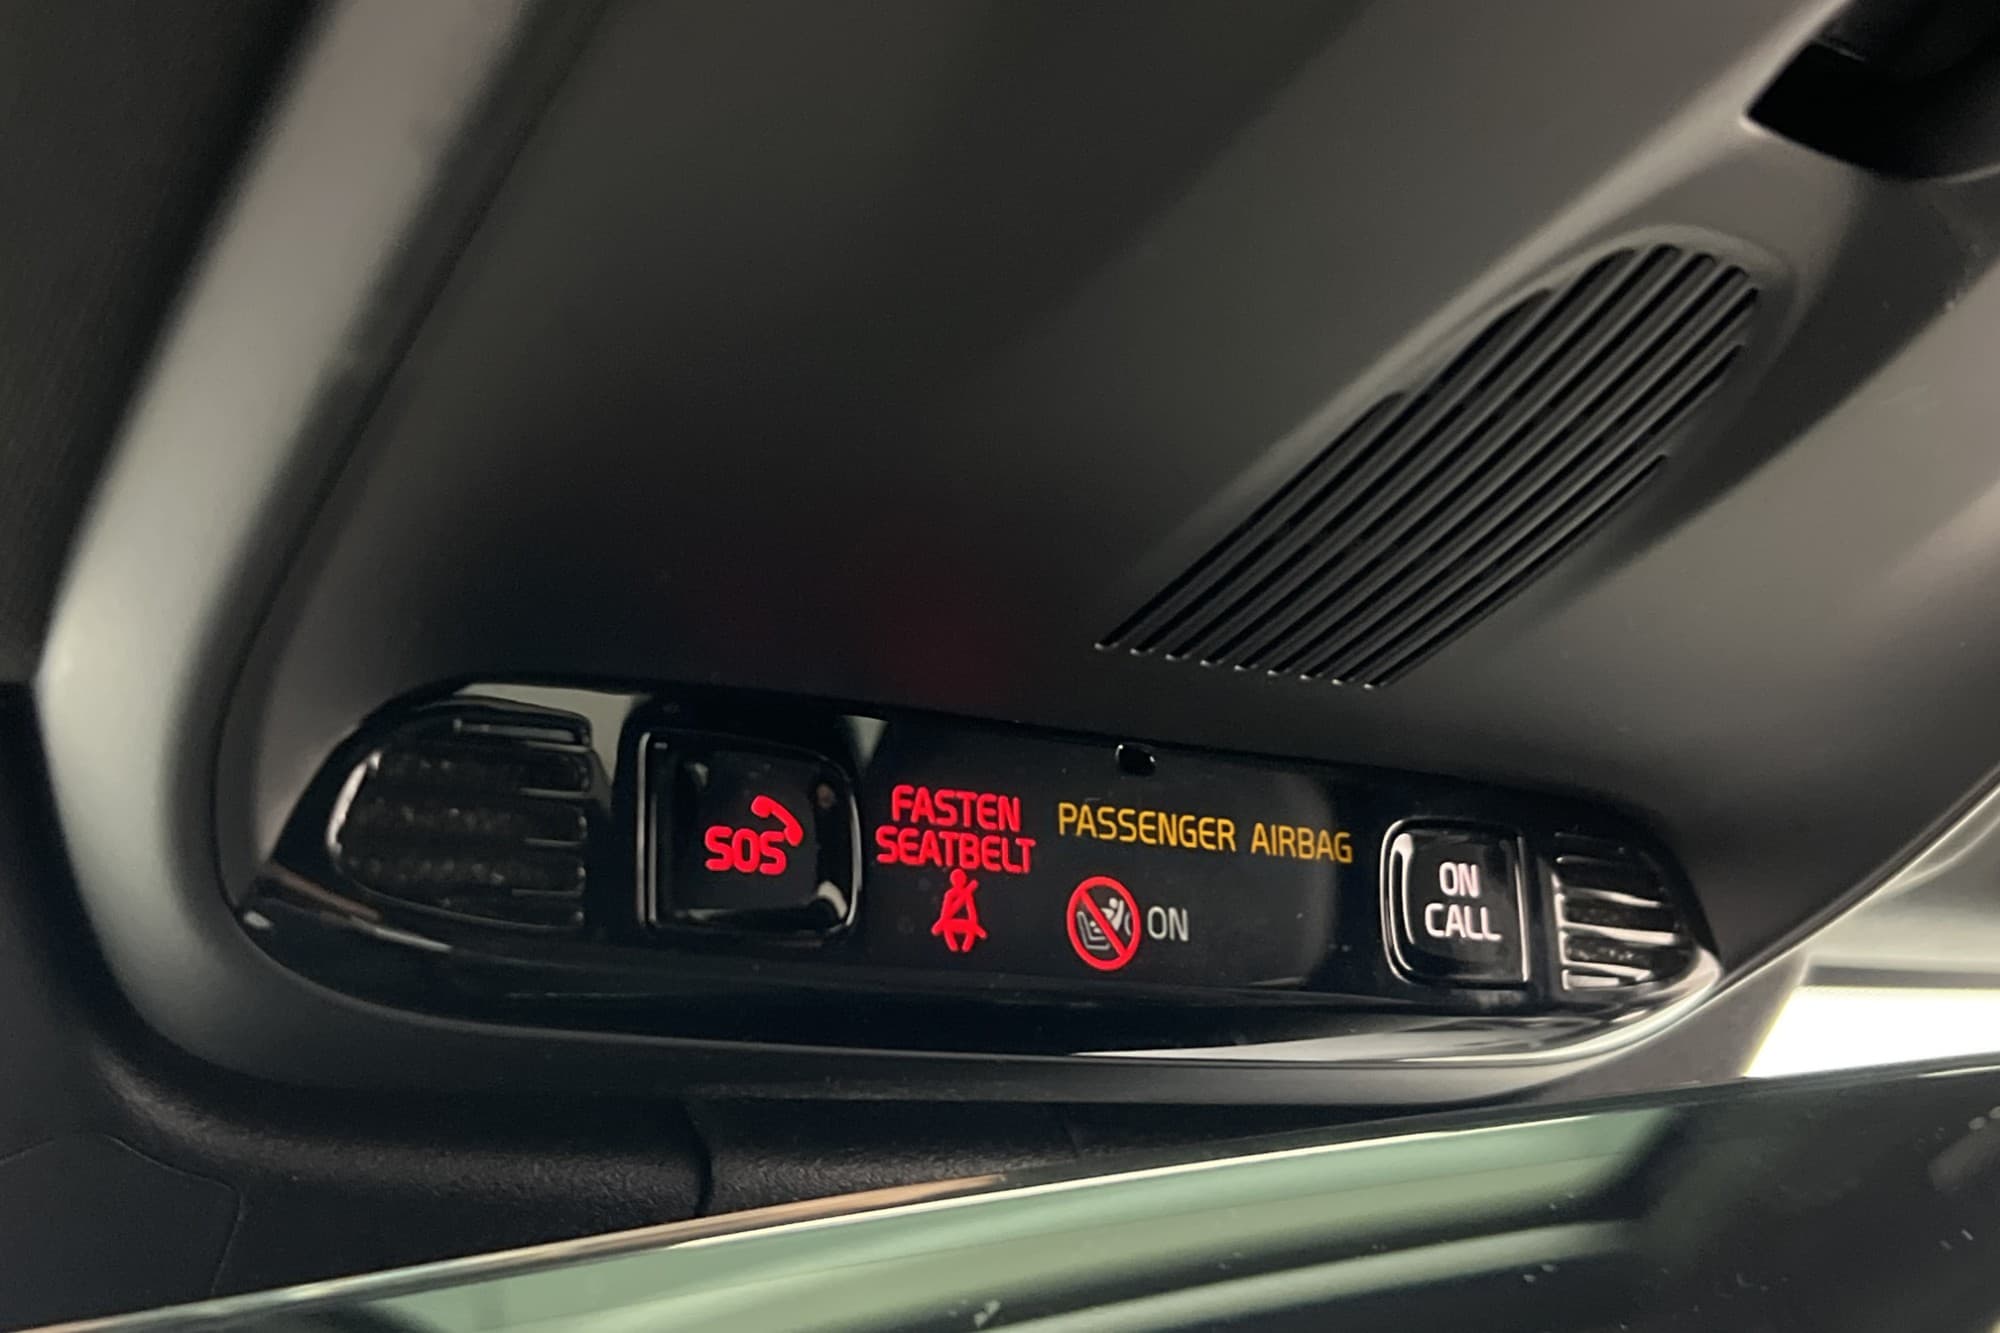 SOS
FASTEN
SEATBELT
PASSENGER AIRBAG
ON
ON
CALL